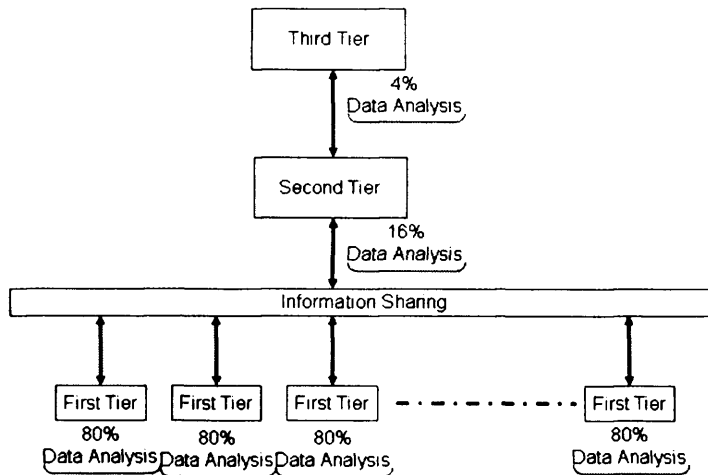 Third Tier
4%
Data Analysis
Second Tier
16%
Data Analysis
Information Sharing
First Tier First Tier First Tier First Tier
80% 80% 80% 80%
Data Analysis Data Analysis Data Analysis Data Analysis